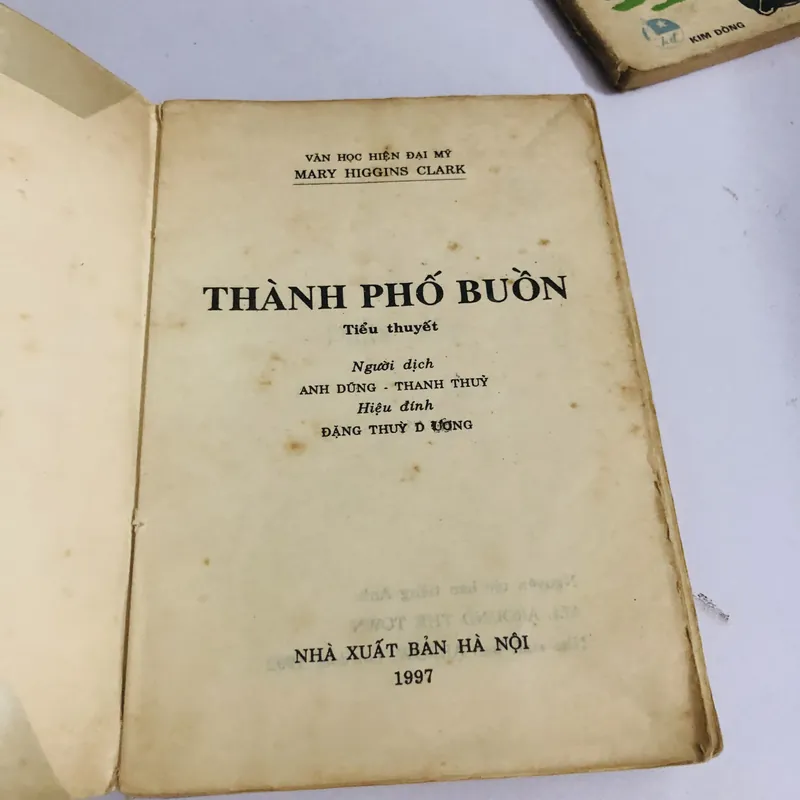 KIM ĐỒNG
VĂN HỌC HIỆN ĐẠI MỸ
MARY HIGGINS CLARK
THÀNH PHỐ BUỒN
Tiểu thuyết
Người dịch
ANH DŨNG - THANH THUỲ
Hiệu đính
ĐẶNG THUỲ D ƯƠNG
NHÀ XUẤT BẢN HÀ NỘI
1997